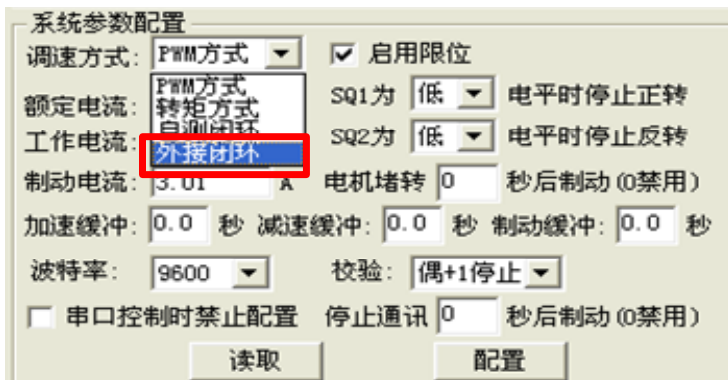 系统参数配置
调速方式: PWM方式 启用限位
PWM方式
额定电流: 转矩方式 SQ1为 低 电平时停止正转
自测闭环
工作电流: 外接闭环 SQ2为 低 电平时停止反转
制动电流: 3.01 A 电机堵转 0 秒后制动(0禁用)
加速缓冲: 0.0 秒 减速缓冲: 0.0 秒 制动缓冲: 0.0 秒
波特率: 9600 校验: 偶+1停止
串口控制时禁止配置 停止通讯 0 秒后制动(0禁用)
读取 配置